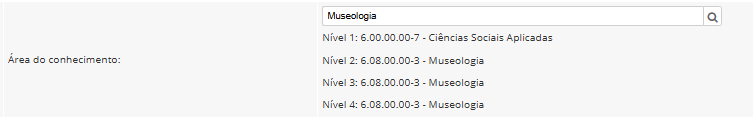 Museologia
Nível 1: 6.00.00.00-7 - Ciências Sociais Aplicadas
Área do conhecimento:
Nível 2: 6.08.00.00-3 - Museologia
Nível 3: 6.08.00.00-3 - Museologia
Nível 4: 6.08.00.00-3 - Museologia